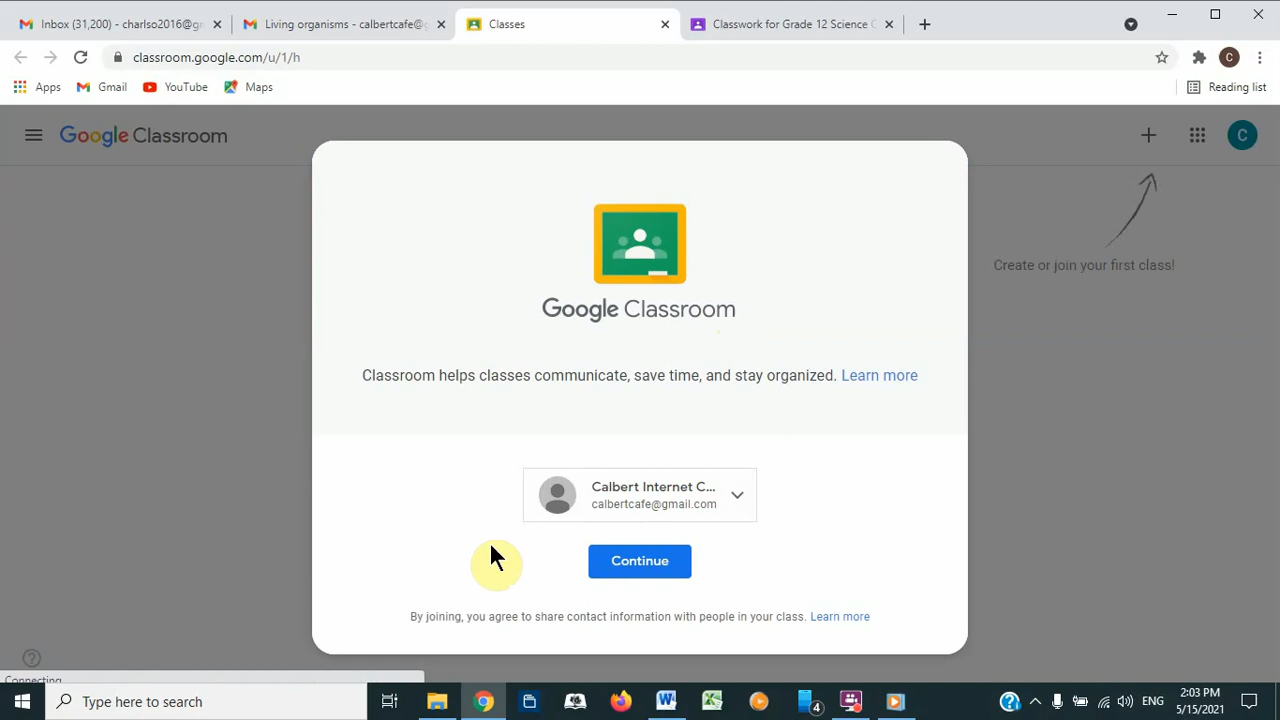 Inbox (31,200) - charlso2016@gm
Living organisms - calbertcafe@g
Classes
Classwork for Grade 12 Science C
classroom.google.com/u/1/h
C
Apps
Gmail
YouTube
Maps
Reading list
Google Classroom
C
Create or join your first class!
Google Classroom
Classroom helps classes communicate, save time, and stay organized. Learn more
Calbert Internet C...
calbertcafe@gmail.com
Continue
By joining, you agree to share contact information with people in your class. Learn more
Connecting
Type here to search
4
ENG
2:03 PM
5/15/2021